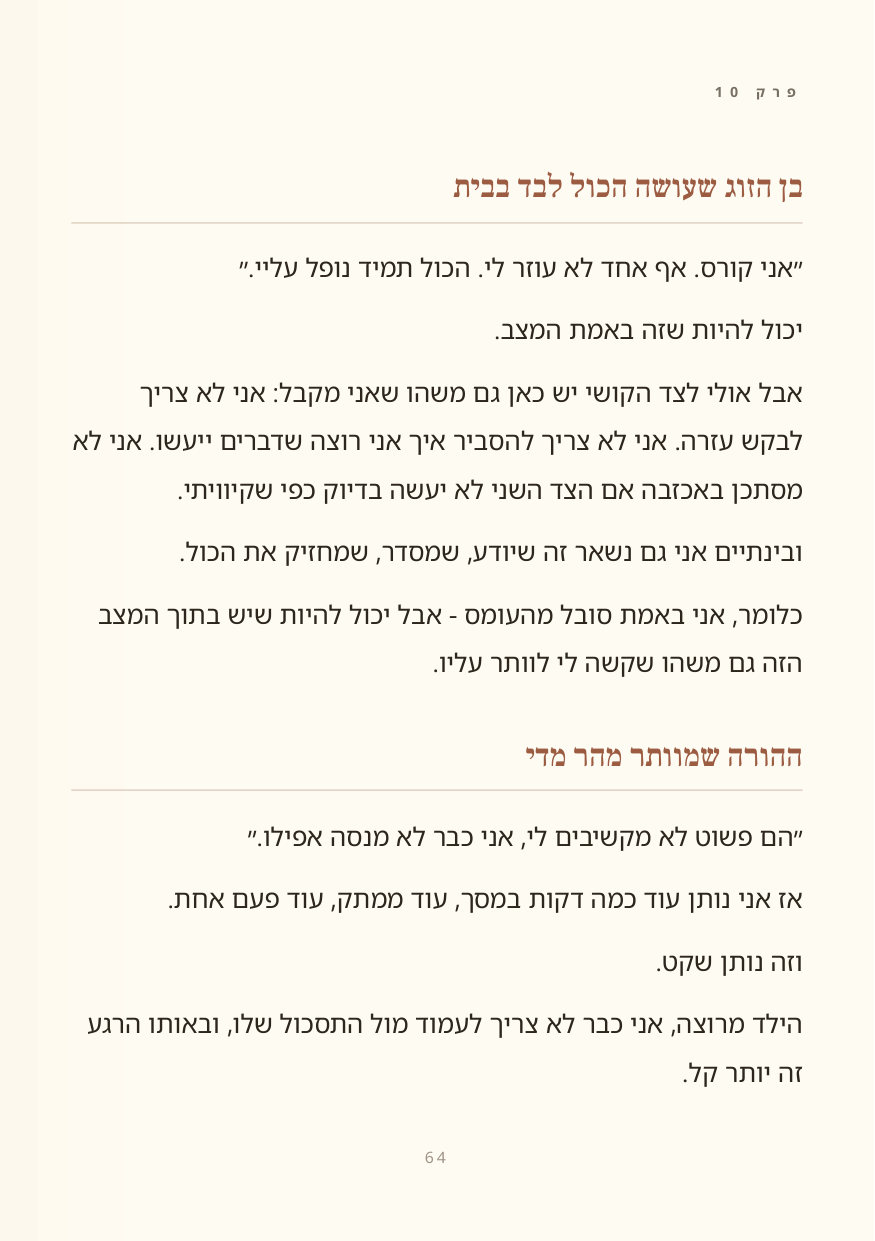 פרק 10
בן הזוג שעושה הכול לבד בבית
״אני קורס. אף אחד לא עוזר לי. הכול תמיד נופל עליי.״
יכול להיות שזה באמת המצב.
אבל אולי לצד הקושי יש כאן גם משהו שאני מקבל: אני לא צריך
לבקש עזרה. אני לא צריך להסביר איך אני רוצה שדברים ייעשו. אני לא
מסתכן באכזבה אם הצד השני לא יעשה בדיוק כפי שקיוויתי.
ובינתיים אני גם נשאר זה שיודע, שמסדר, שמחזיק את הכול.
כלומר, אני באמת סובל מהעומס - אבל יכול להיות שיש בתוך המצב
הזה גם משהו שקשה לי לוותר עליו.
ההורה שמוותר מהר מדי
״הם פשוט לא מקשיבים לי, אני כבר לא מנסה אפילו.״
אז אני נותן עוד כמה דקות במסך, עוד ממתק, עוד פעם אחת.
וזה נותן שקט.
הילד מרוצה, אני כבר לא צריך לעמוד מול התסכול שלו, ובאותו הרגע
זה יותר קל.
64